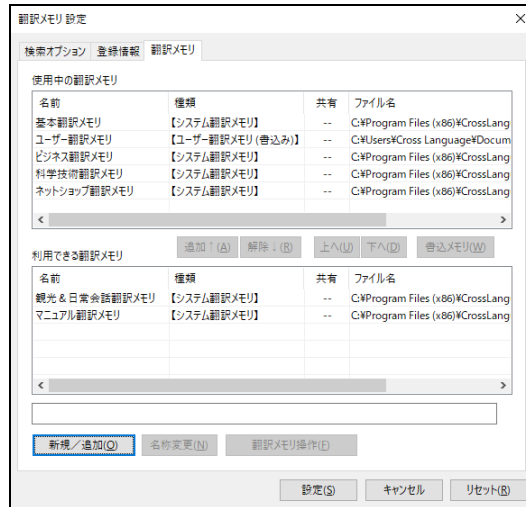 翻訳メモリ 設定
検索オプション 登録情報 翻訳メモリ
使用中の翻訳メモリ
名前 種類 共有 ファイル名
基本翻訳メモリ 【システム翻訳メモリ】 -- C:¥Program Files (x86)¥CrossLang
ユーザー翻訳メモリ 【ユーザー翻訳メモリ(書込み)】 -- C:¥Users¥Cross Language¥Docum
ビジネス翻訳メモリ 【システム翻訳メモリ】 -- C:¥Program Files (x86)¥CrossLang
科学技術翻訳メモリ 【システム翻訳メモリ】 -- C:¥Program Files (x86)¥CrossLang
ネットショップ翻訳メモリ 【システム翻訳メモリ】 -- C:¥Program Files (x86)¥CrossLang
追加↑(A) 解除↓(R) 上へ(U) 下へ(D) 書込メモリ(W)
利用できる翻訳メモリ
名前 種類 共有 ファイル名
観光&日常会話翻訳メモリ 【システム翻訳メモリ】 -- C:¥Program Files (x86)¥CrossLang
マニュアル翻訳メモリ 【システム翻訳メモリ】 -- C:¥Program Files (x86)¥CrossLang
新規/追加(O) 名称変更(N) 翻訳メモリ操作(F)
設定(S) キャンセル リセット(R)